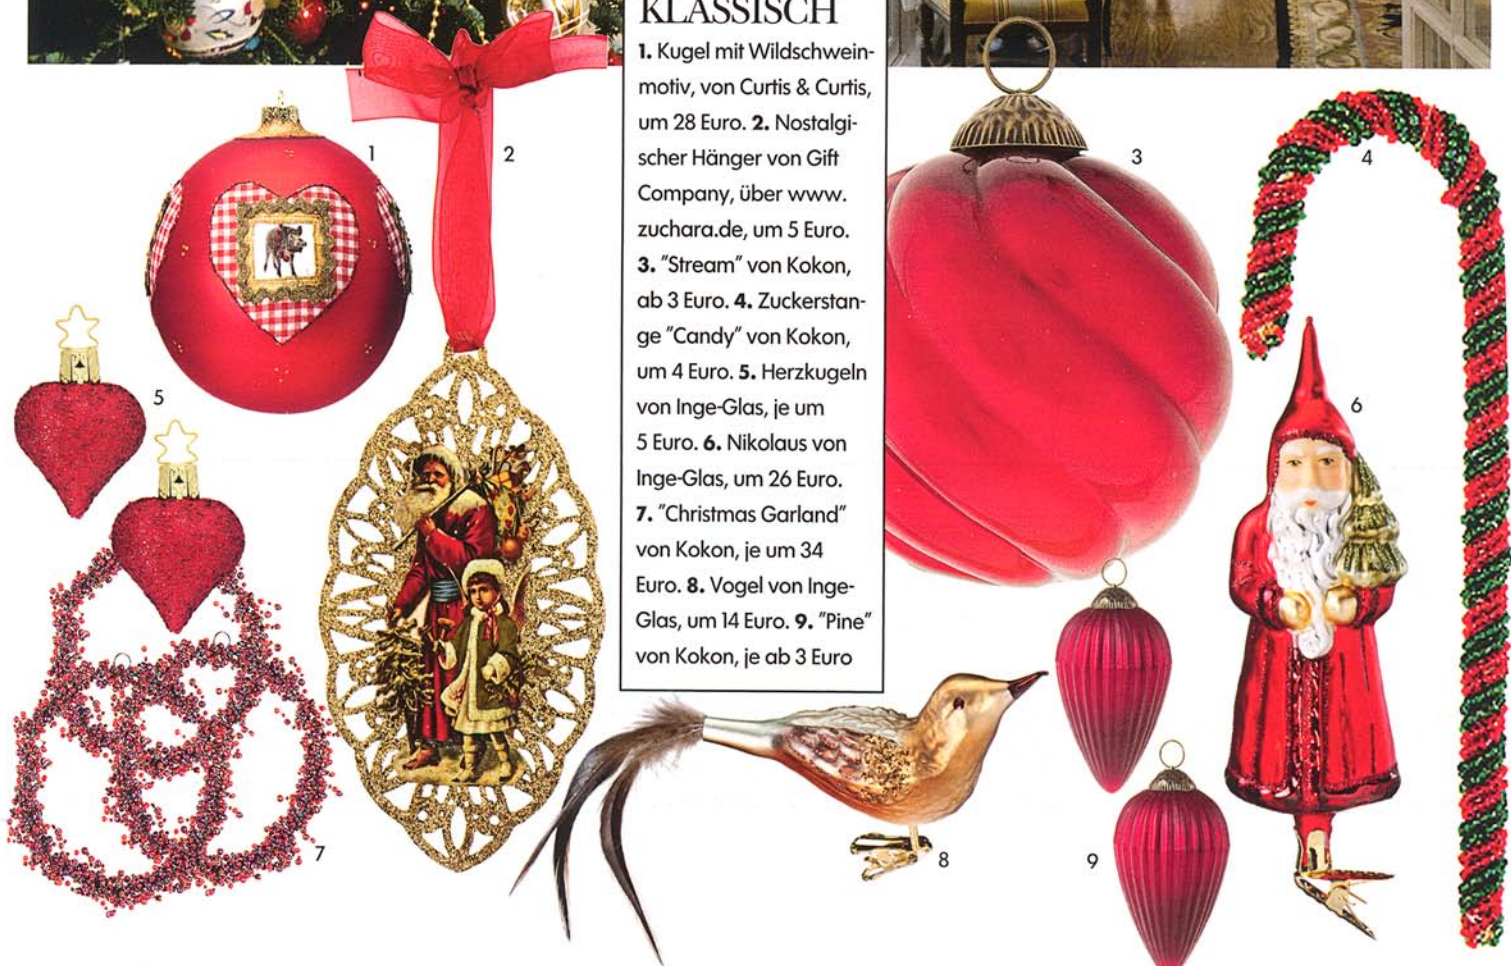 KLASSISCH
1. Kugel mit Wildschwein-
motiv, von Curtis & Curtis,
um 28 Euro. 2. Nostalgi-
scher Hänger von Gift
Company, über www.
zuchara.de, um 5 Euro.
3. "Stream" von Kokon,
ab 3 Euro. 4. Zuckerstan-
ge "Candy" von Kokon,
um 4 Euro. 5. Herzkugeln
von Inge-Glas, je um
5 Euro. 6. Nikolaus von
Inge-Glas, um 26 Euro.
7. "Christmas Garland"
von Kokon, je um 34
Euro. 8. Vogel von Inge-
Glas, um 14 Euro. 9. "Pine"
von Kokon, je ab 3 Euro
1
2
3
4
5
6
7
8
9